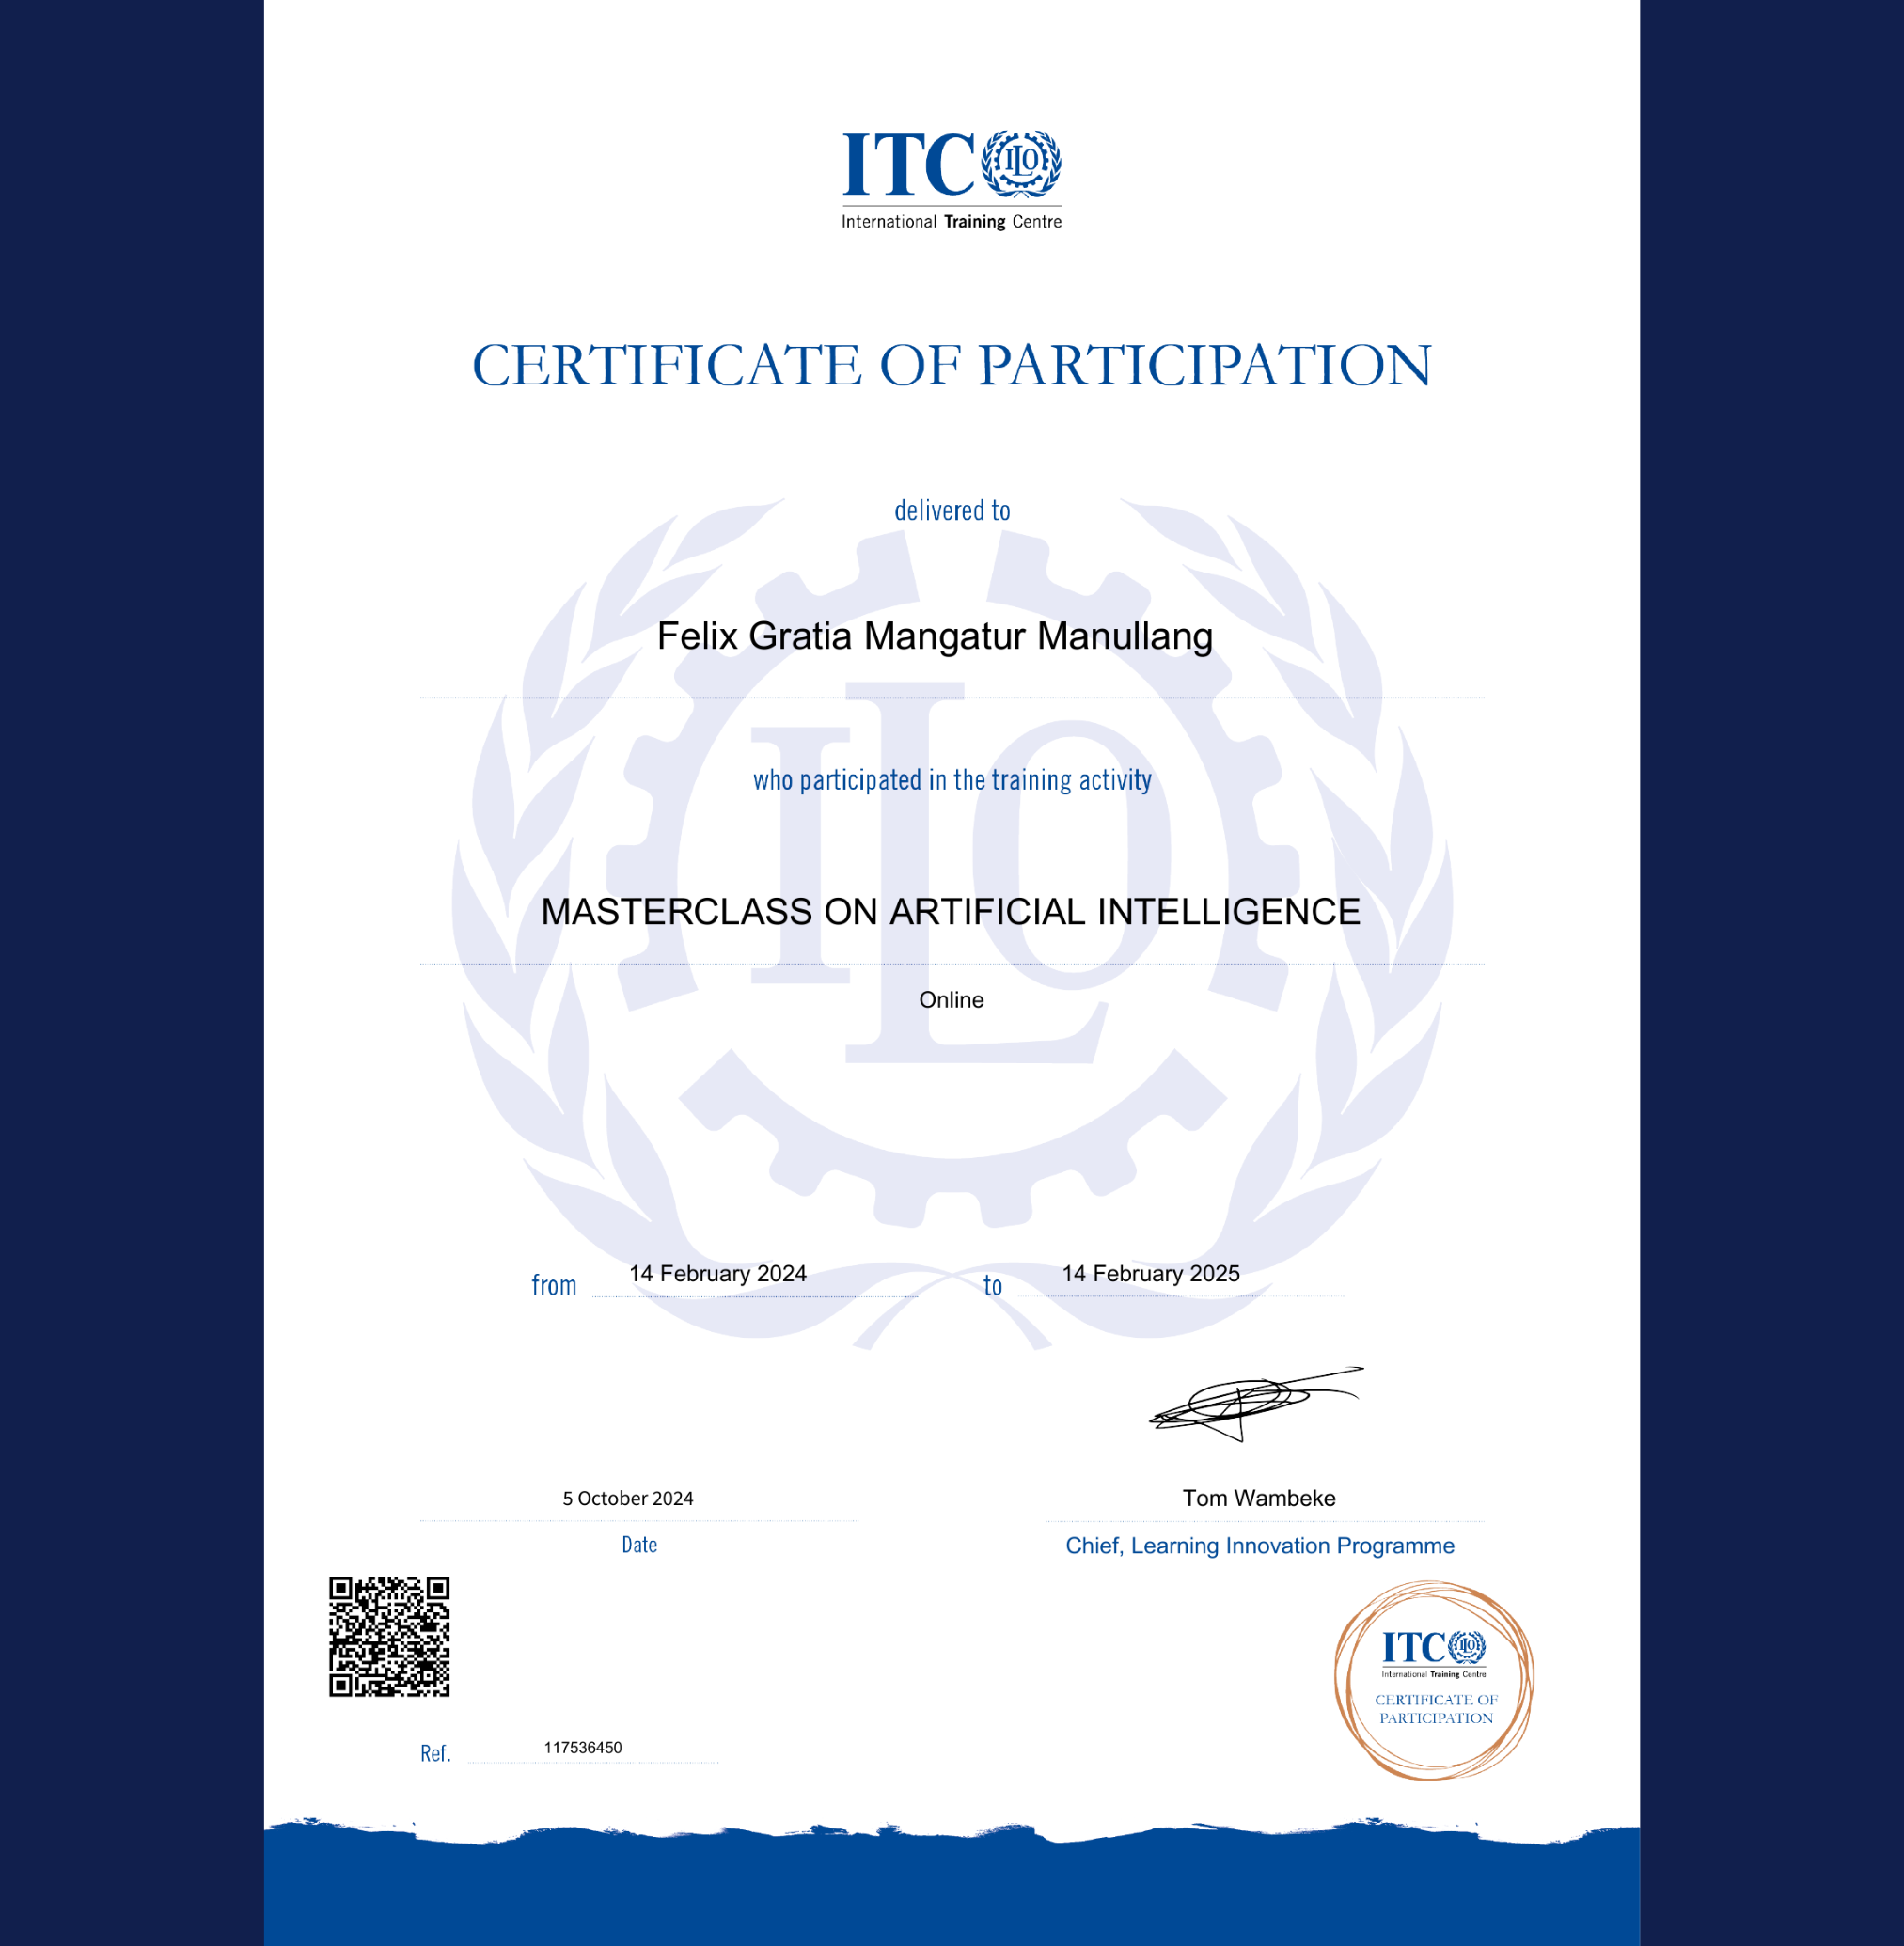 ITC ILO
International Training Centre
CERTIFICATE OF PARTICIPATION
delivered to
Felix Gratia Mangatur Manullang
who participated in the training activity
ILO
MASTERCLASS ON ARTIFICIAL INTELLIGENCE
Online
from 14 February 2024 to 14 February 2025
5 October 2024
Date
Tom Wambeke
Chief, Learning Innovation Programme
ITC ILO
International Training Centre
CERTIFICATE OF
PARTICIPATION
Ref. 117536450